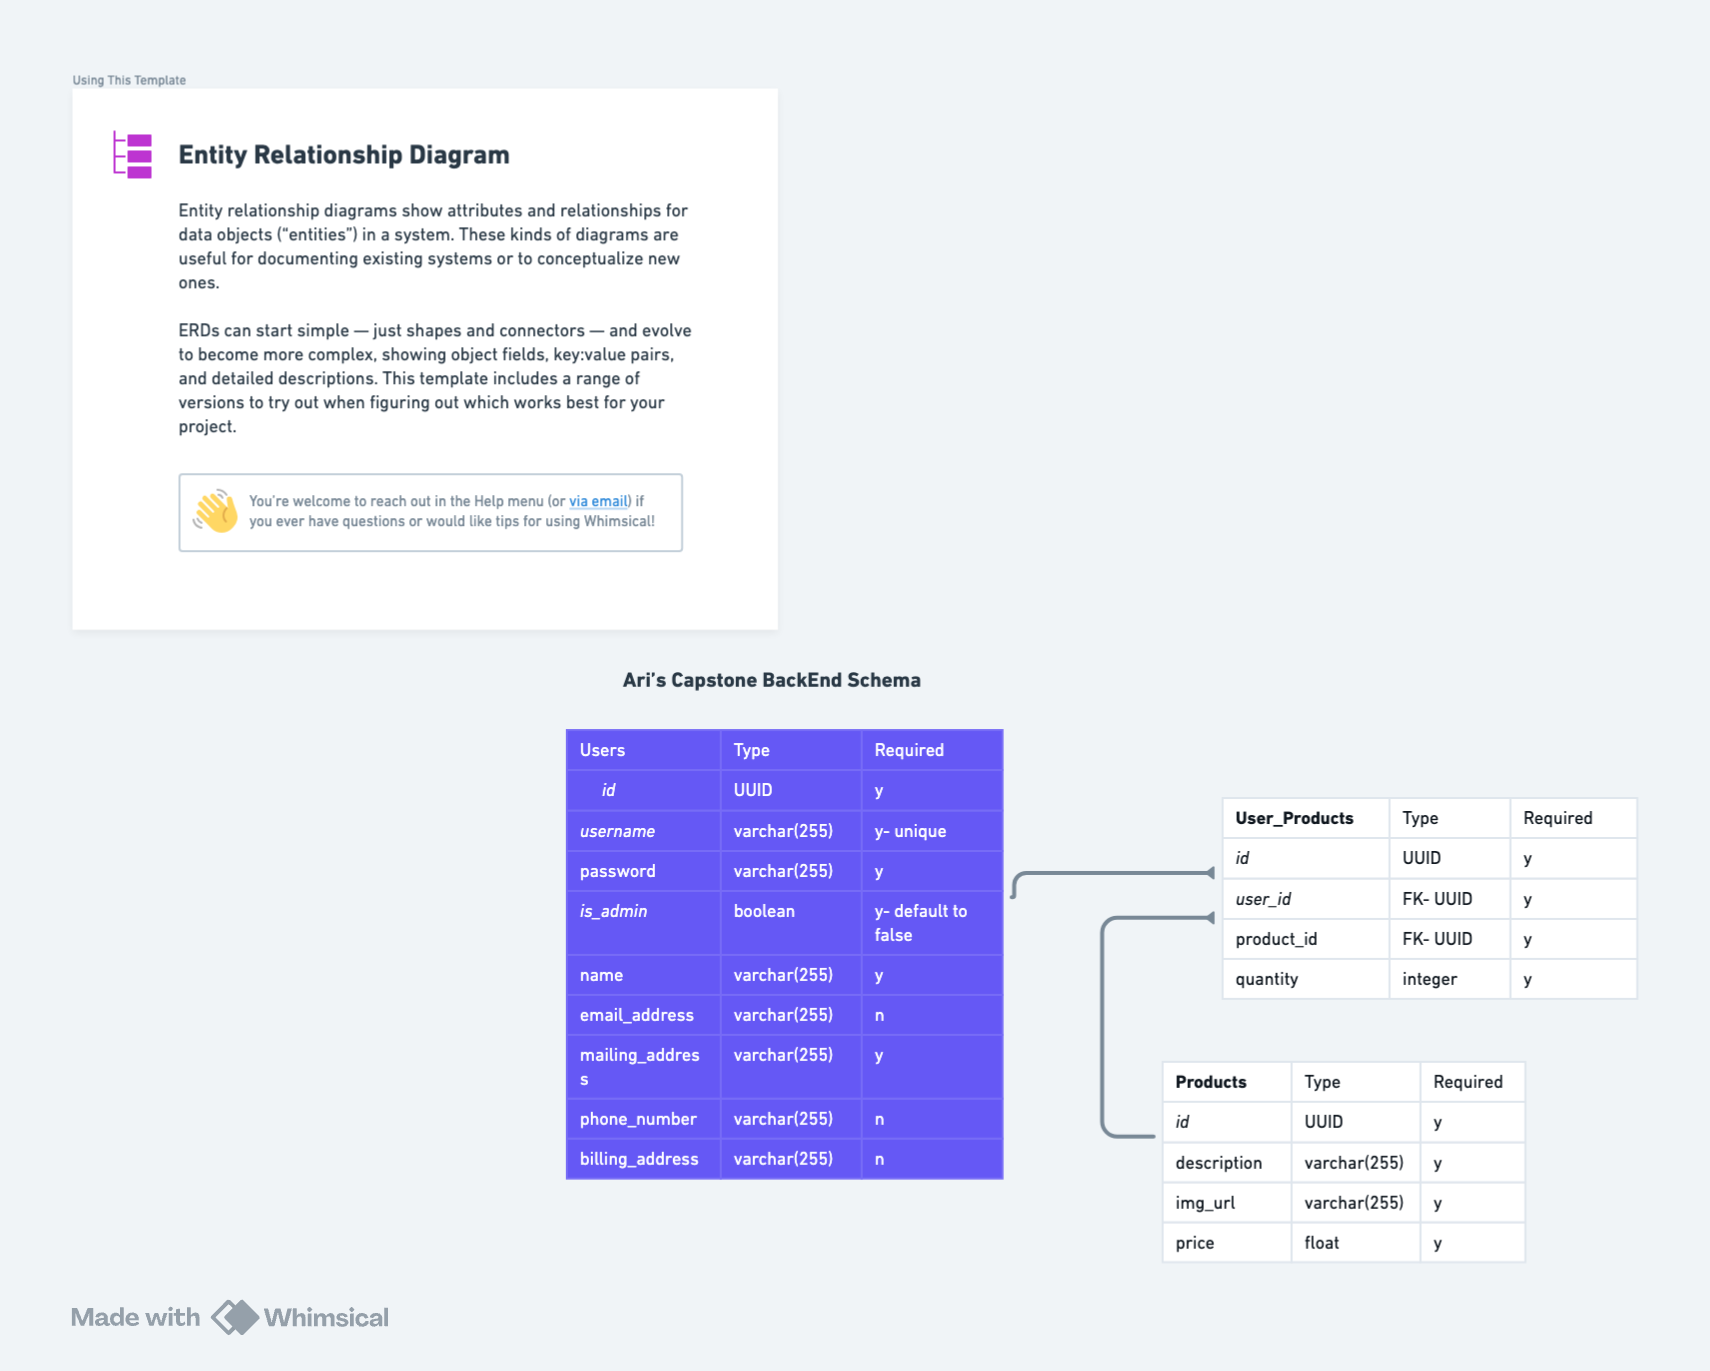 Using This Template
Entity Relationship Diagram
Entity relationship diagrams show attributes and relationships for
data objects (“entities”) in a system. These kinds of diagrams are
useful for documenting existing systems or to conceptualize new
ones.
ERDs can start simple — just shapes and connectors — and evolve
to become more complex, showing object fields, key:value pairs,
and detailed descriptions. This template includes a range of
versions to try out when figuring out which works best for your
project.
You’re welcome to reach out in the Help menu (or via email) if
you ever have questions or would like tips for using Whimsical!
Ari’s Capstone BackEnd Schema
Users Type Required
id UUID y
username varchar(255) y- unique
password varchar(255) y
is_admin boolean y- default to
false
name varchar(255) y
email_address varchar(255) n
mailing_addres varchar(255) y
s
phone_number varchar(255) n
billing_address varchar(255) n
User_Products Type Required
id UUID y
user_id FK- UUID y
product_id FK- UUID y
quantity integer y
Products Type Required
id UUID y
description varchar(255) y
img_url varchar(255) y
price float y
Made with Whimsical